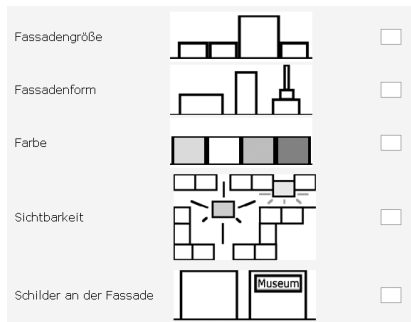 Fassadengröße
Fassadenform
Farbe
Sichtbarkeit
Schilder an der Fassade
Museum